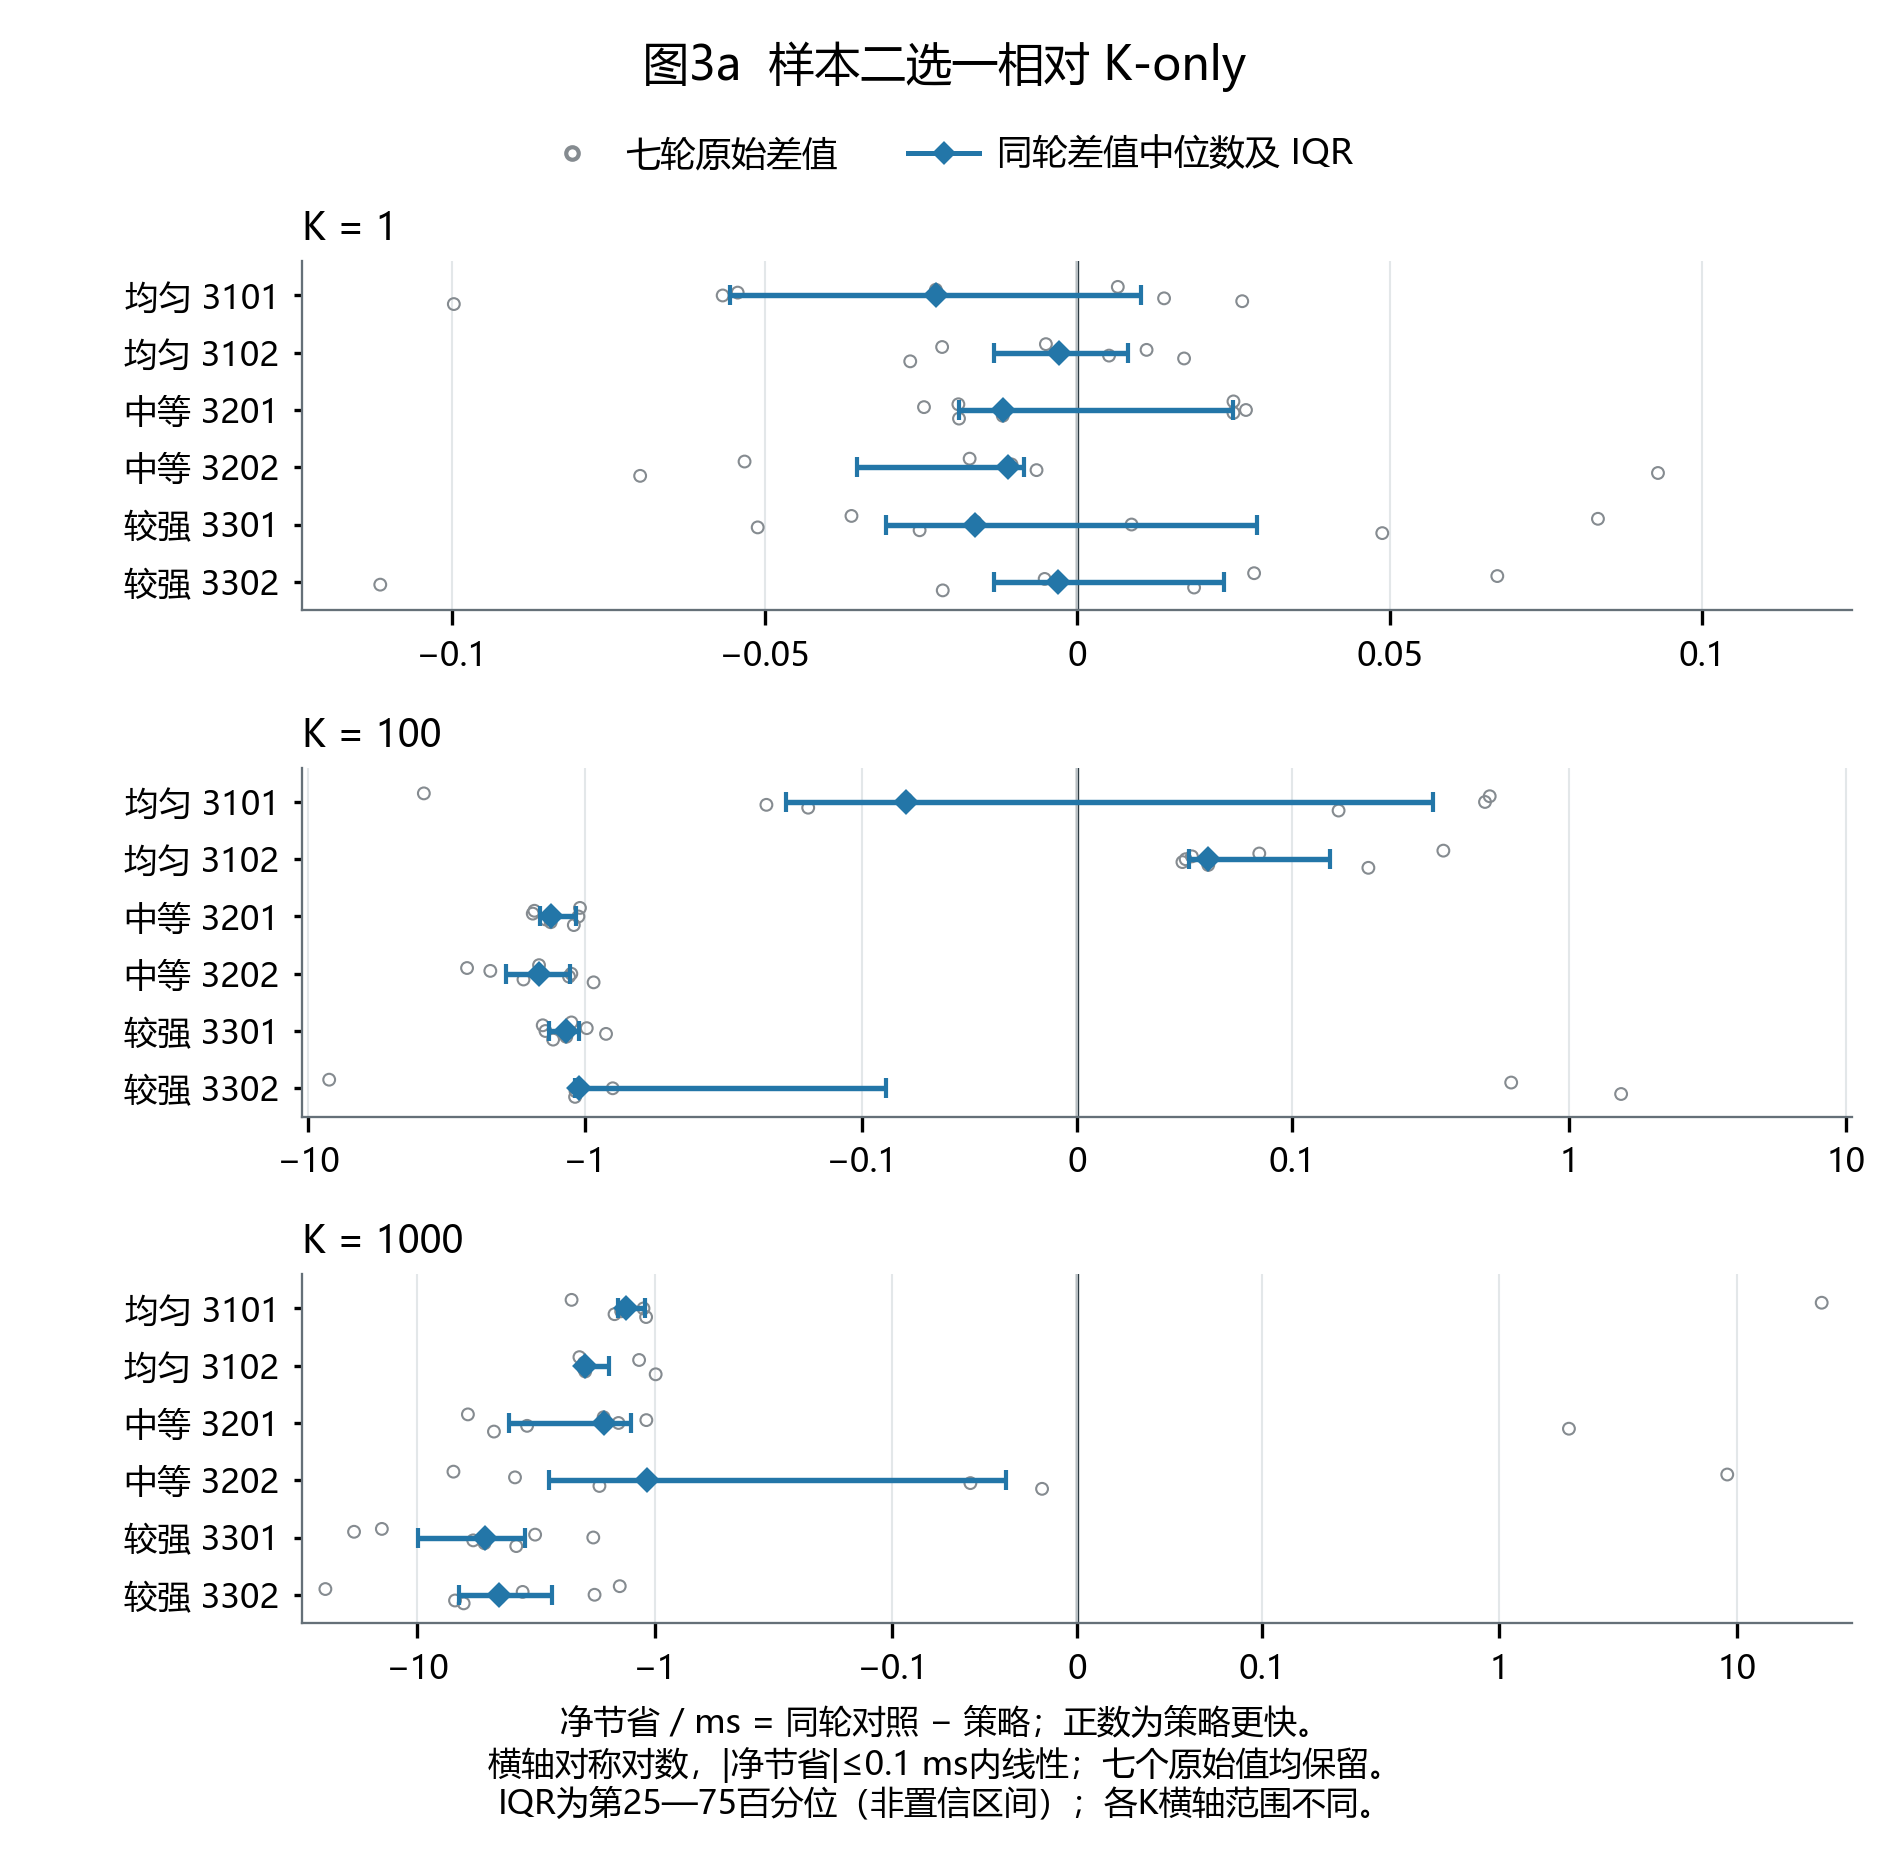 图3a 样本二选一相对 K-only
七轮原始差值 同轮差值中位数及 IQR
K = 1
均匀 3101
均匀 3102
中等 3201
中等 3202
较强 3301
较强 3302
−0.1 −0.05 0 0.05 0.1
K = 100
均匀 3101
均匀 3102
中等 3201
中等 3202
较强 3301
较强 3302
−10 −1 −0.1 0 0.1 1 10
K = 1000
均匀 3101
均匀 3102
中等 3201
中等 3202
较强 3301
较强 3302
−10 −1 −0.1 0 0.1 1 10
净节省 / ms = 同轮对照 − 策略；正数为策略更快。
横轴对称对数，|净节省|≤0.1 ms内线性；七个原始值均保留。
IQR为第25—75百分位（非置信区间）；各K横轴范围不同。